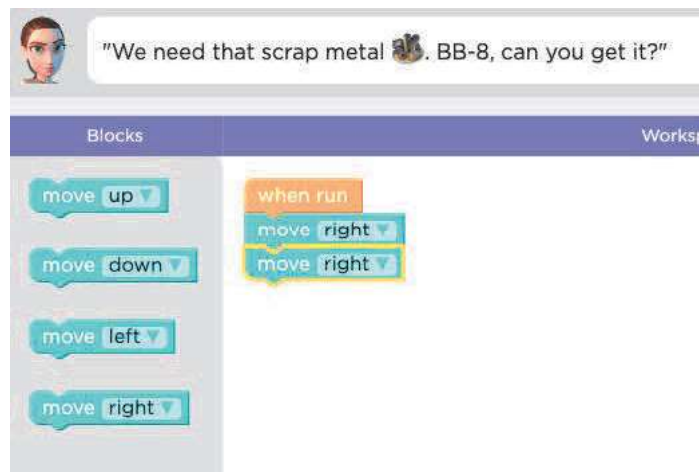 "We need that scrap metal . BB-8, can you get it?"
Blocks
Worksp
move up
when run
move right
move down
move right
move left
move right